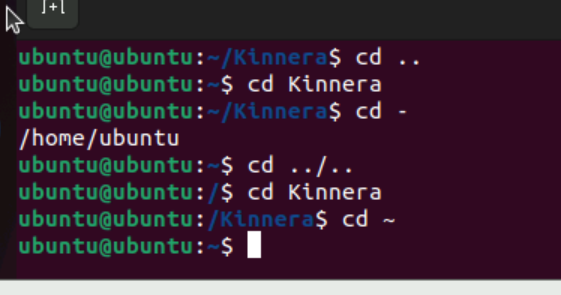 ubuntu@ubuntu:~/Kinnera$ cd ..
ubuntu@ubuntu:~$ cd Kinnera
ubuntu@ubuntu:~/Kinnera$ cd -
/home/ubuntu
ubuntu@ubuntu:~$ cd ../..
ubuntu@ubuntu:/$ cd Kinnera
ubuntu@ubuntu:/Kinnera$ cd ~
ubuntu@ubuntu:~$